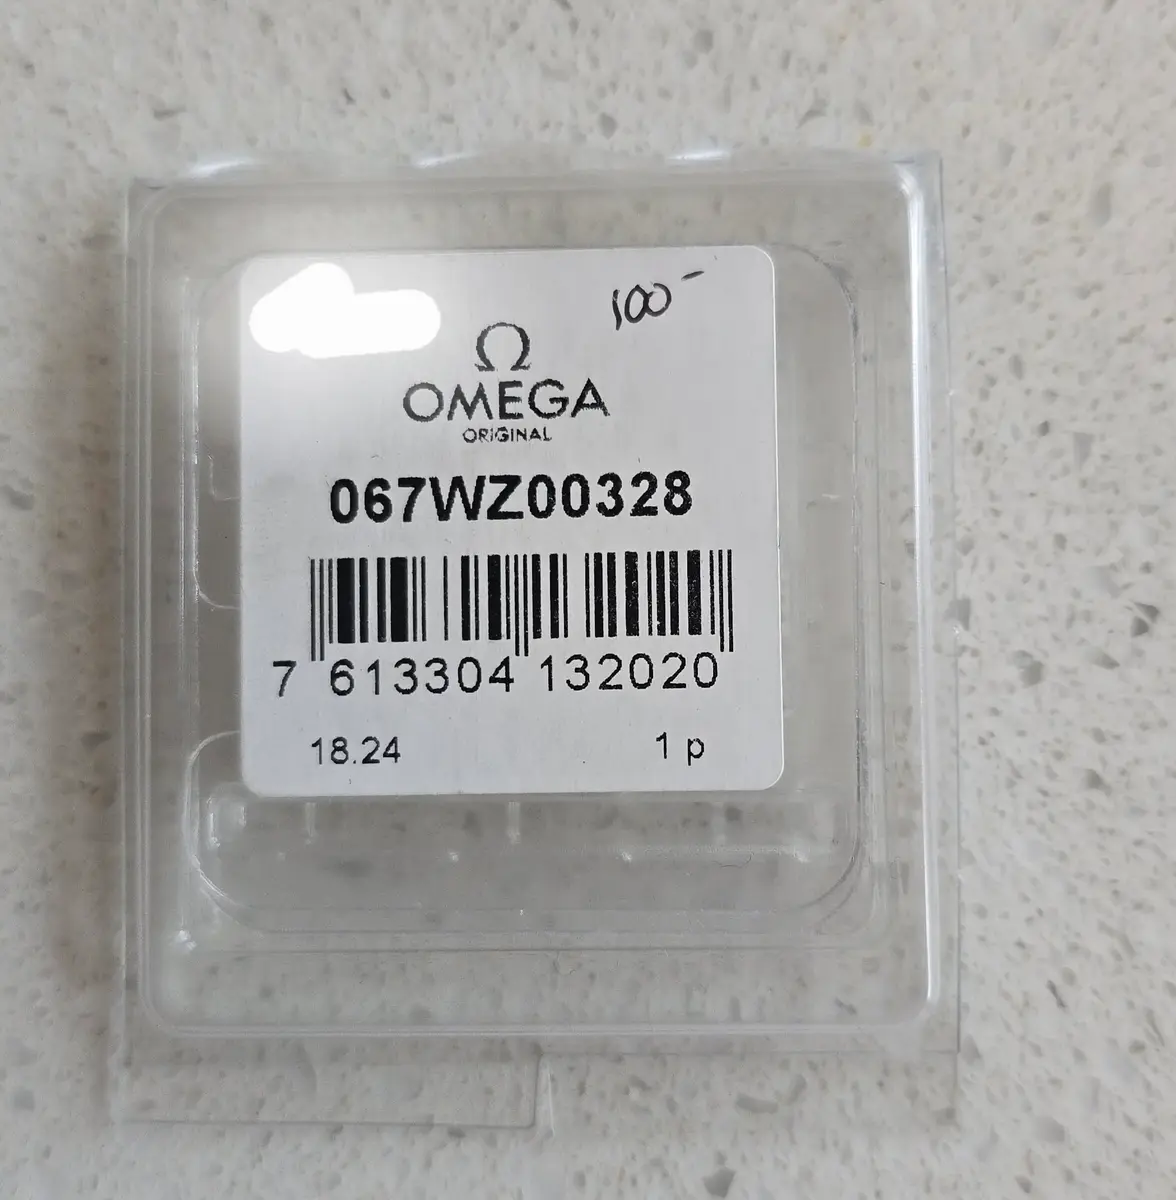 100-
Ω
OMEGA
ORIGINAL
067WZ00328
7 613304 132020
18.24 1 p